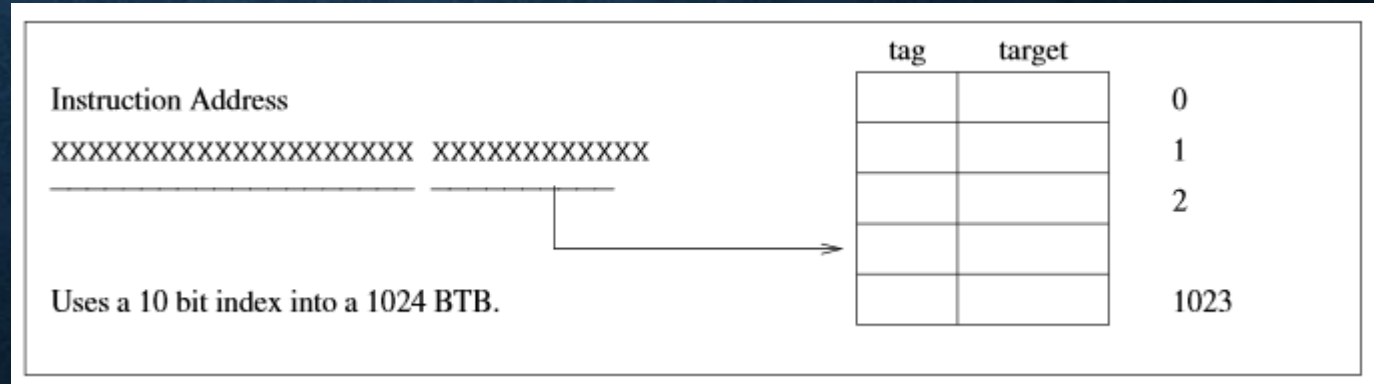 tag target
Instruction Address 0
XXXXXXXXXXXXXXXXXXXX XXXXXXXXXXXX 1
2
Uses a 10 bit index into a 1024 BTB. 1023